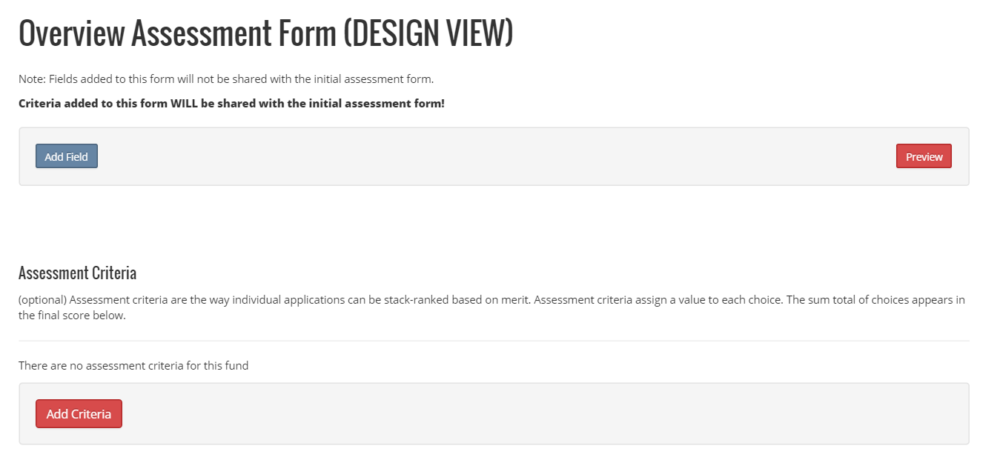 Overview Assessment Form (DESIGN VIEW)
Note: Fields added to this form will not be shared with the initial assessment form.
Criteria added to this form WILL be shared with the initial assessment form!
Add Field
Preview
Assessment Criteria
(optional) Assessment criteria are the way individual applications can be stack-ranked based on merit. Assessment criteria assign a value to each choice. The sum total of choices appears in
the final score below.
There are no assessment criteria for this fund
Add Criteria